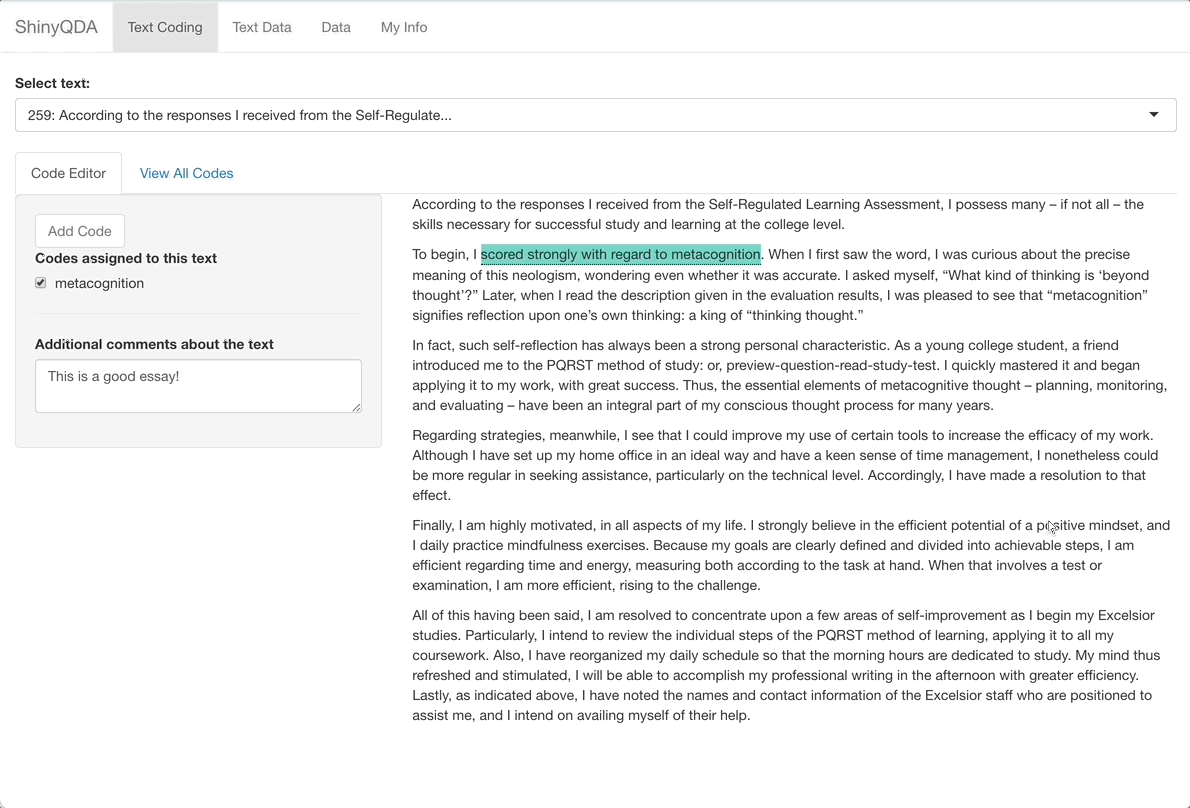 ShinyQDA Text Coding Text Data Data My Info
Select text:
259: According to the responses I received from the Self-Regulate...
Code Editor View All Codes
Add Code
Codes assigned to this text
metacognition
Additional comments about the text
This is a good essay!
According to the responses I received from the Self-Regulated Learning Assessment, I possess many – if not all – the
skills necessary for successful study and learning at the college level.
To begin, I scored strongly with regard to metacognition. When I first saw the word, I was curious about the precise
meaning of this neologism, wondering even whether it was accurate. I asked myself, “What kind of thinking is ‘beyond
thought’?” Later, when I read the description given in the evaluation results, I was pleased to see that “metacognition”
signifies reflection upon one’s own thinking: a king of “thinking thought.”
In fact, such self-reflection has always been a strong personal characteristic. As a young college student, a friend
introduced me to the PQRST method of study: or, preview-question-read-study-test. I quickly mastered it and began
applying it to my work, with great success. Thus, the essential elements of metacognitive thought – planning, monitoring,
and evaluating – have been an integral part of my conscious thought process for many years.
Regarding strategies, meanwhile, I see that I could improve my use of certain tools to increase the efficacy of my work.
Although I have set up my home office in an ideal way and have a keen sense of time management, I nonetheless could
be more regular in seeking assistance, particularly on the technical level. Accordingly, I have made a resolution to that
effect.
Finally, I am highly motivated, in all aspects of my life. I strongly believe in the efficient potential of a positive mindset, and
I daily practice mindfulness exercises. Because my goals are clearly defined and divided into achievable steps, I am
efficient regarding time and energy, measuring both according to the task at hand. When that involves a test or
examination, I am more efficient, rising to the challenge.
All of this having been said, I am resolved to concentrate upon a few areas of self-improvement as I begin my Excelsior
studies. Particularly, I intend to review the individual steps of the PQRST method of learning, applying it to all my
coursework. Also, I have reorganized my daily schedule so that the morning hours are dedicated to study. My mind thus
refreshed and stimulated, I will be able to accomplish my professional writing in the afternoon with greater efficiency.
Lastly, as indicated above, I have noted the names and contact information of the Excelsior staff who are positioned to
assist me, and I intend on availing myself of their help.